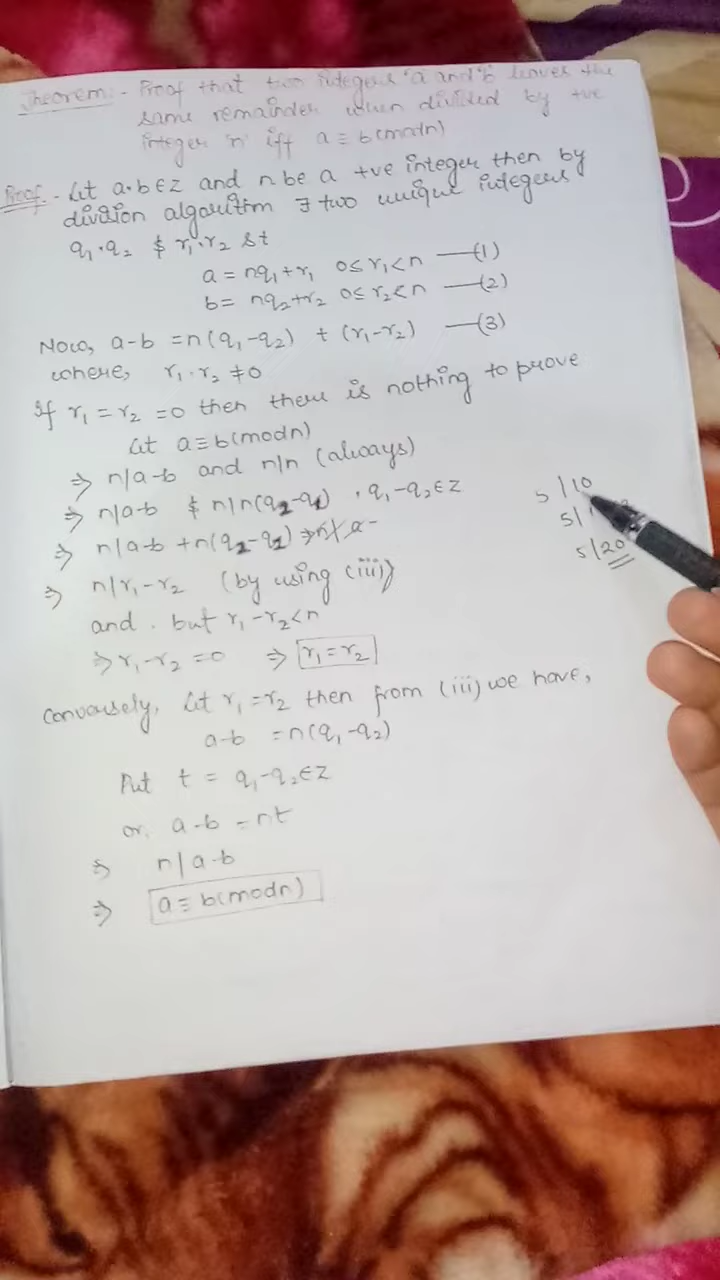 Theorem:- Proof that two integers 'a and 'b' leaves the
same remainder when divided by +ve
integer 'n' iff a ≡ b(modn)
Proof - Let a·b∈Z and n be a +ve integer then by
division algorithm ∃ two unique integers
q₁·q₂ & r₁·r₂ st
a = nq₁+r₁ 0≤r₁<n —(1)
b= nq₂+r₂ 0≤r₂<n —(2)
Now, a-b =n(q₁-q₂) + (r₁-r₂) —(3)
where, r₁·r₂ ≠0
If r₁=r₂ =0 then there is nothing to prove
Let a≡b(modn)
⇒ n/a-b and n/n (always)
⇒ n/a-b & n/n(q₂-q₁) , q₁-q₂∈Z
⇒ n/a-b +n(q₂-q₁)
⇒ n/r₁-r₂ (by using (iii))
and . but r₁-r₂<n
⇒r₁-r₂ =0 ⇒ r₁=r₂
Conversely, Let r₁=r₂ then from (iii) we have,
a-b =n(q₁-q₂)
Put t = q₁-q₂∈Z
or, a-b =nt
⇒ n/a-b
⇒ a≡ b(modn)
5/10
5/
5/20